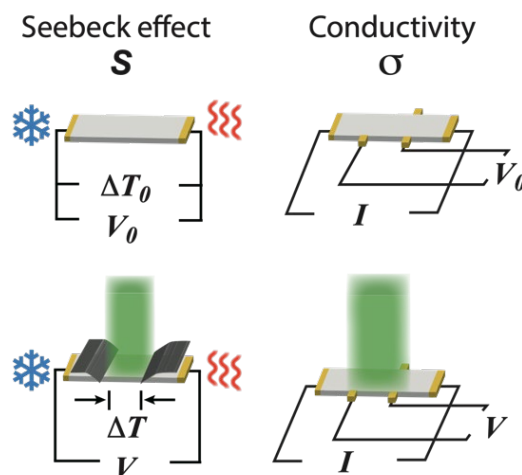 Seebeck effect
S
Conductivity
σ
ΔT₀
V₀
I
V₀
ΔT
V
I
V